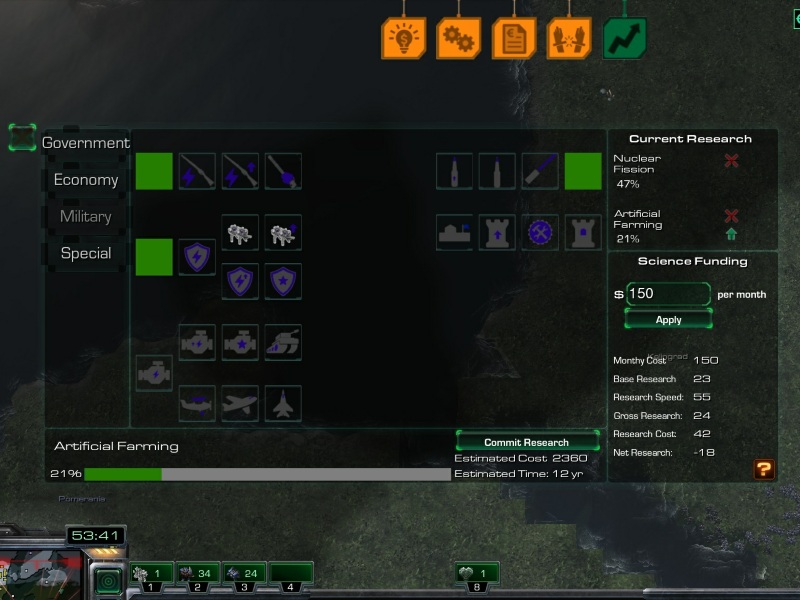 Government
Economy
Military
Special
Current Research
Nuclear
Fission
47%
Artificial
Farming
21%
Science Funding
$ 150 per month
Apply
Monthy Cost 150
Base Research 23
Research Speed: 55
Gross Research: 24
Research Cost: 42
Net Research: -18
?
Artificial Farming
Commit Research
Estimated Cost 2360
21%
Estimated Time: 12 yr
Pomerania
53:41
1 34 24 1
1 2 3 4 8